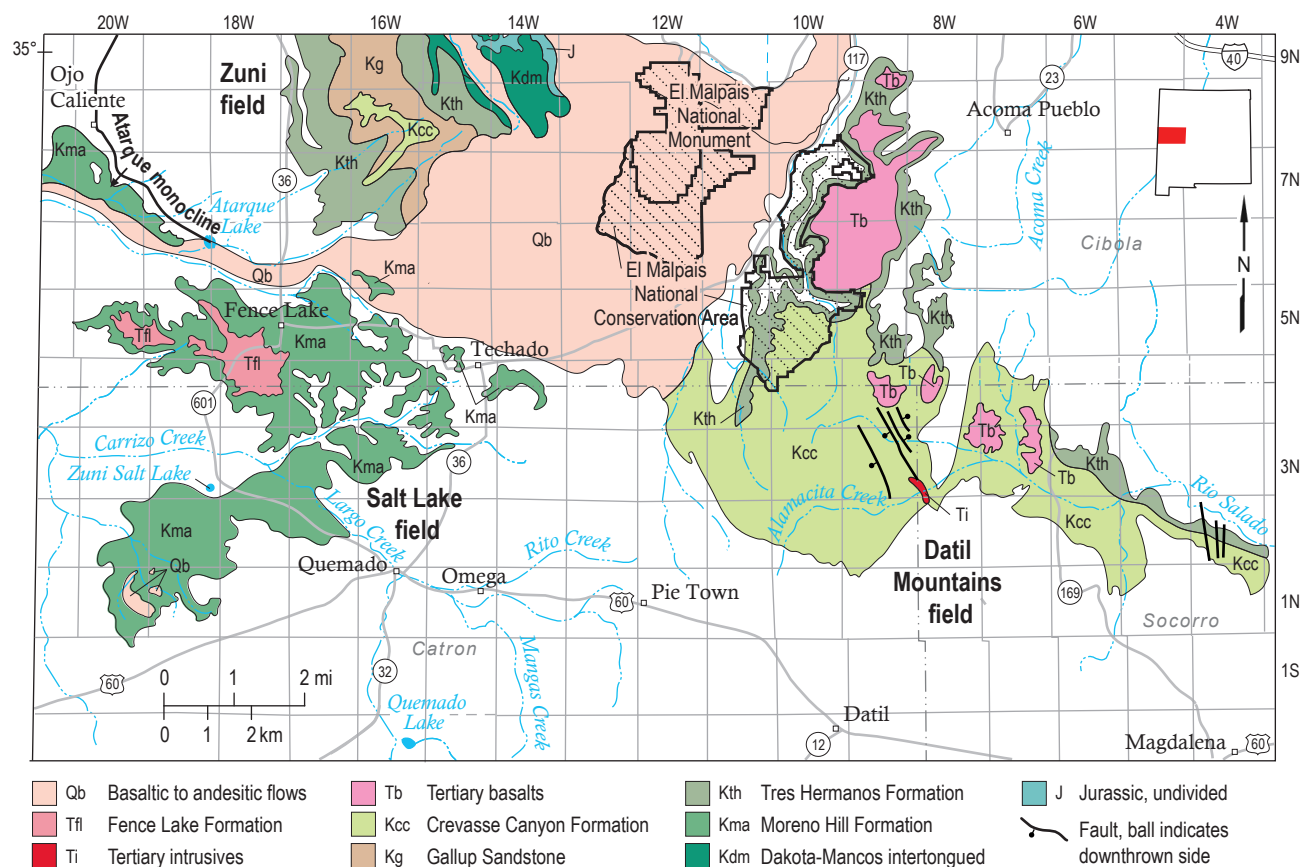 20W 18W 16W 14W 12W 10W 8W 6W 4W
35°
9N
7N
5N
3N
1N
1S
Ojo
Caliente
Zuni
field
Kg
J
Kdm
Kth
Kcc
Kth
36
Kma
Atarque monocline
Atarque
Lake
Qb
Qb
El Malpais
National
Monument
El Malpais
National
Conservation Area
117
Tb
Kth
Tb
Kth
23
40
Acoma Pueblo
Acoma Creek
Cibola
N
Kma
Fence Lake
Kma
Tfl
Tfl
Techado
Kma
601
Carrizo Creek
Zuni Salt Lake
Kma
36
Salt Lake
field
Largo Creek
Kma
Qb
Quemado
Omega
Rito Creek
60
Pie Town
Kth
Kth
Kth
Tb
Tb
Kcc
Alamacita Creek
Ti
Tb
Tb
Kth
Kcc
Rio Salado
Kcc
Datil
Mountains
field
169
Socorro
Catron
Mangas Creek
32
Quemado
Lake
60
0 1 2 mi
0 1 2 km
Datil
12
Magdalena
60
Qb Basaltic to andesitic flows
Tfl Fence Lake Formation
Ti Tertiary intrusives
Tb Tertiary basalts
Kcc Crevasse Canyon Formation
Kg Gallup Sandstone
Kth Tres Hermanos Formation
Kma Moreno Hill Formation
Kdm Dakota-Mancos intertongued
J Jurassic, undivided
Fault, ball indicates
downthrown side